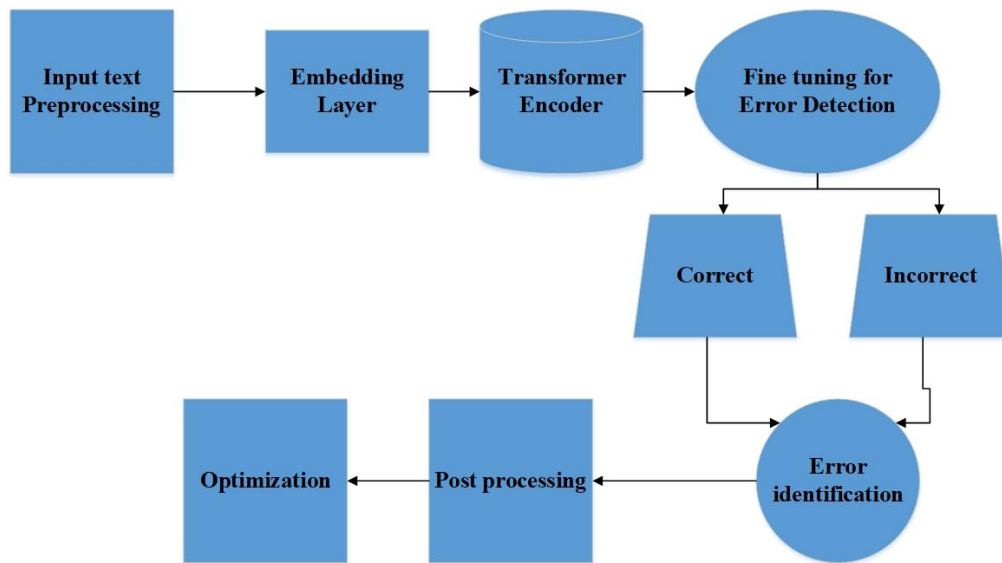 Input text
Preprocessing
Embedding
Layer
Transformer
Encoder
Fine tuning for
Error Detection
Correct
Incorrect
Error
identification
Post processing
Optimization